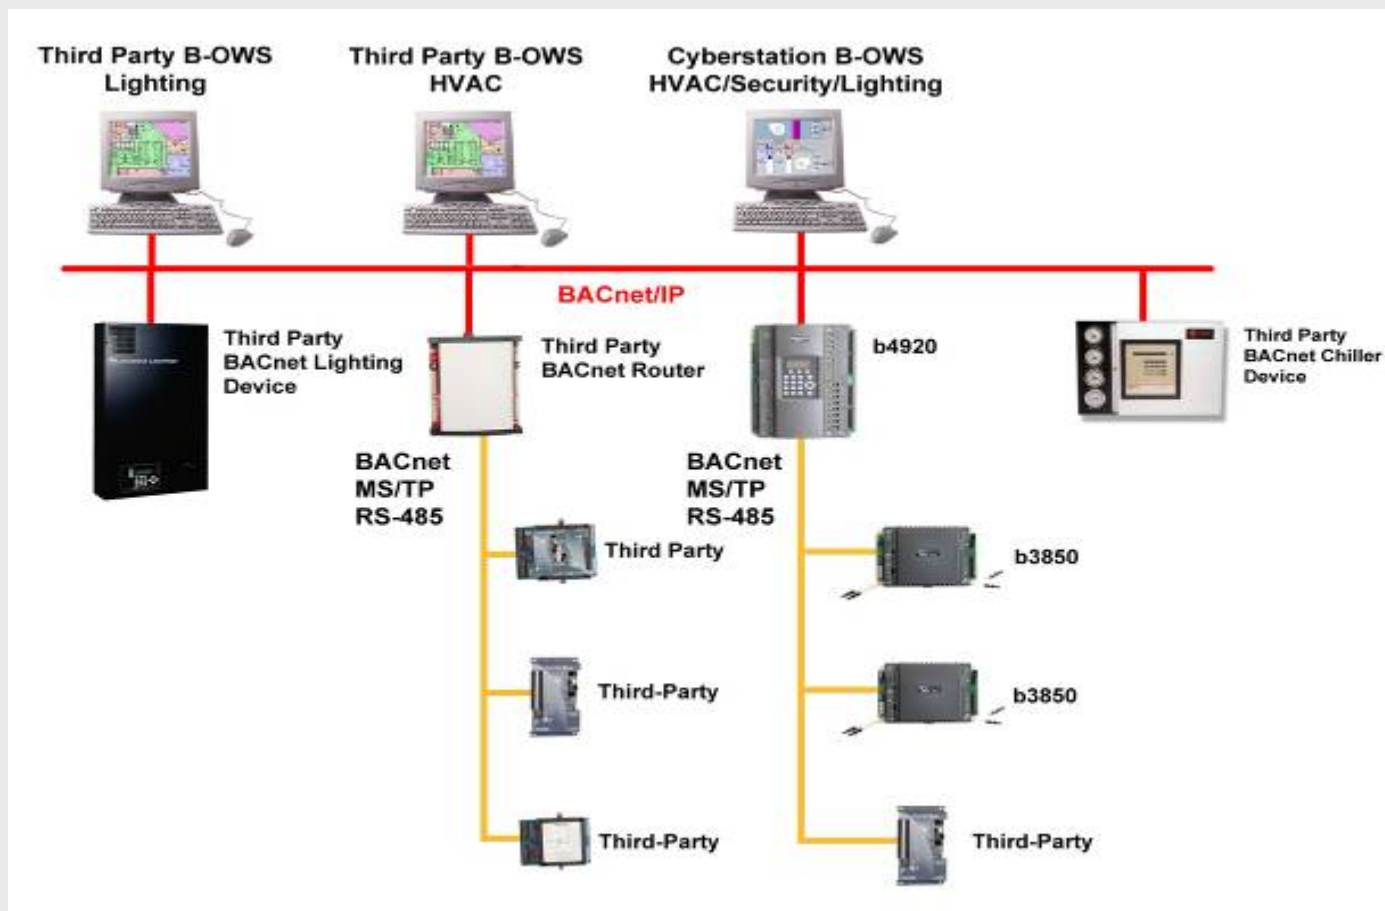 Third Party B-OWS
Lighting
Third Party B-OWS
HVAC
Cyberstation B-OWS
HVAC/Security/Lighting
BACnet/IP
Third Party
BACnet Lighting
Device
Third Party
BACnet Router
b4920
Third Party
BACnet Chiller
Device
BACnet
MS/TP
RS-485
BACnet
MS/TP
RS-485
Third Party
b3850
Third-Party
b3850
Third-Party
Third-Party